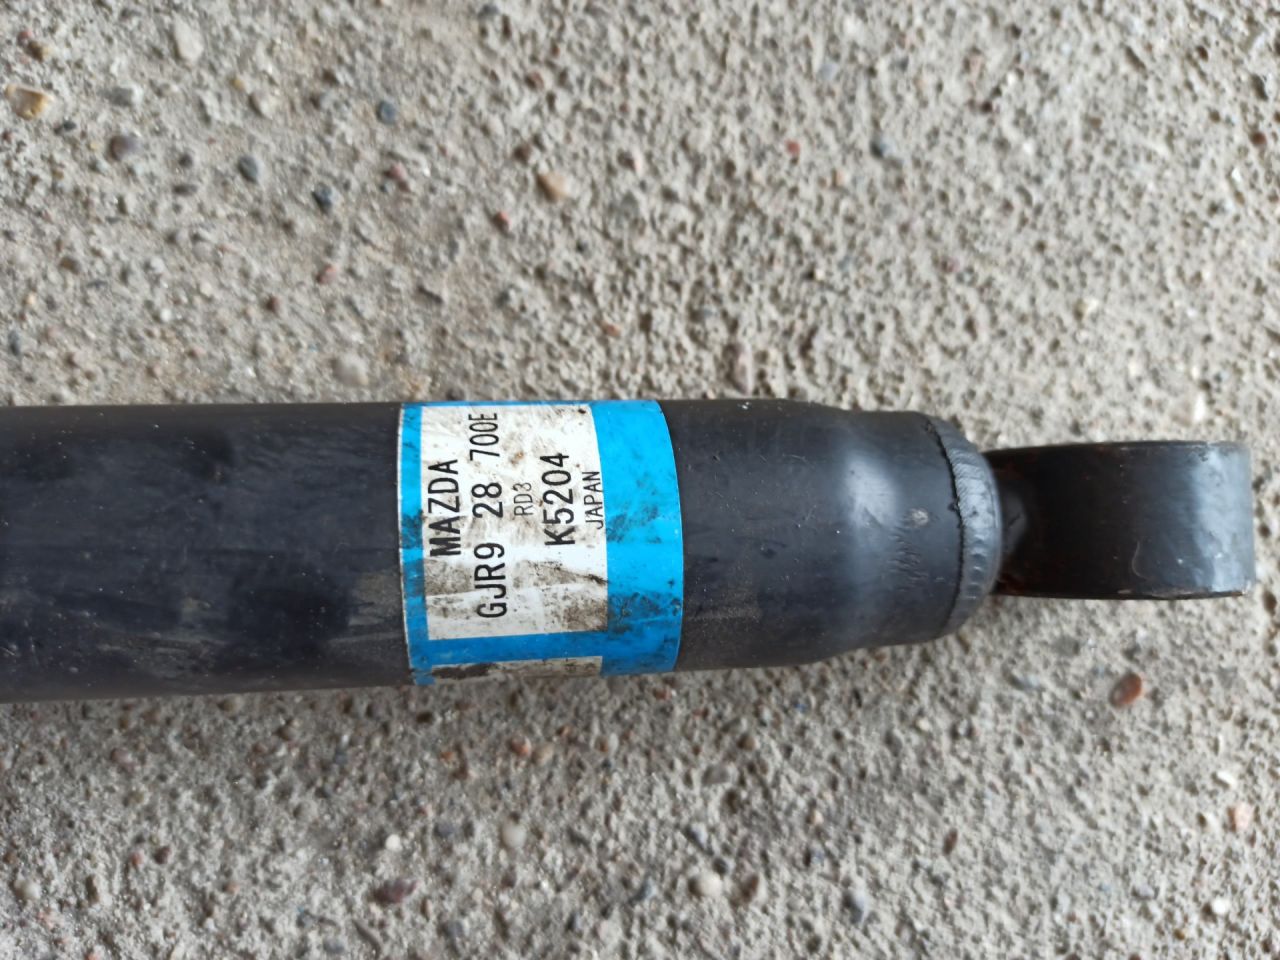 MAZDA
GJR9 28 700E
RD3
K5204
JAPAN